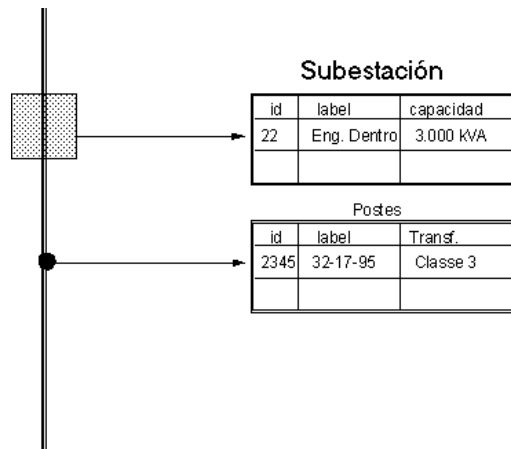 Subestación
id label capacidad
22 Eng. Dentro 3.000 KVA
Postes
id label Transf.
2345 32-17-95 Classe 3